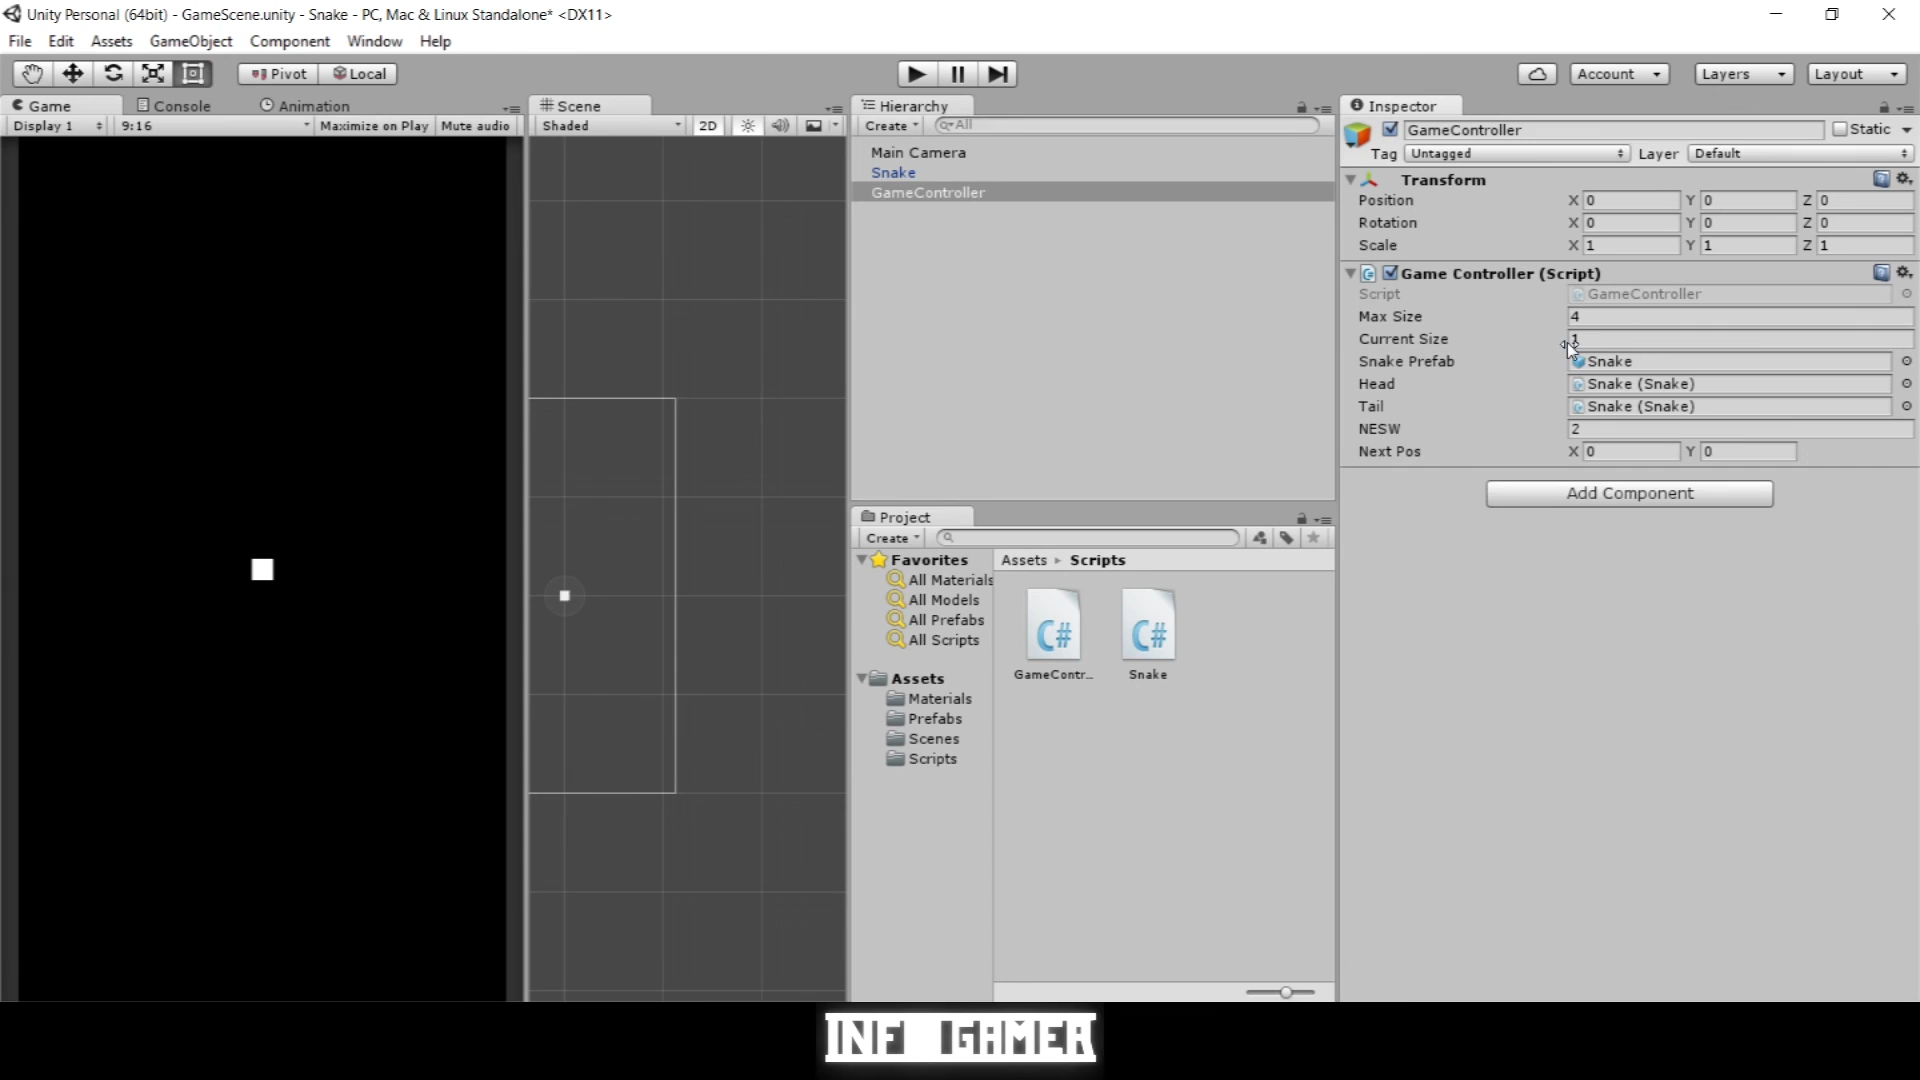 Unity Personal (64bit) - GameScene.unity - Snake - PC, Mac & Linux Standalone* <DX11>
File Edit Assets GameObject Component Window Help
Pivot Local Account Layers Layout
Game Console Animation
Display 1 9:16 Maximize on Play Mute audio
Scene
Shaded 2D
Hierarchy
Create All
Main Camera
Snake
GameController
Project
Create
Favorites
All Materials
All Models
All Prefabs
All Scripts
Assets
Materials
Prefabs
Scenes
Scripts
Assets Scripts
C# C#
GameContr... Snake
Inspector
GameController Static
Tag Untagged Layer Default
Transform
Position X 0 Y 0 Z 0
Rotation X 0 Y 0 Z 0
Scale X 1 Y 1 Z 1
Game Controller (Script)
Script GameController
Max Size 4
Current Size 1
Snake Prefab Snake
Head Snake (Snake)
Tail Snake (Snake)
NESW 2
Next Pos X 0 Y 0
Add Component
INF GAMER